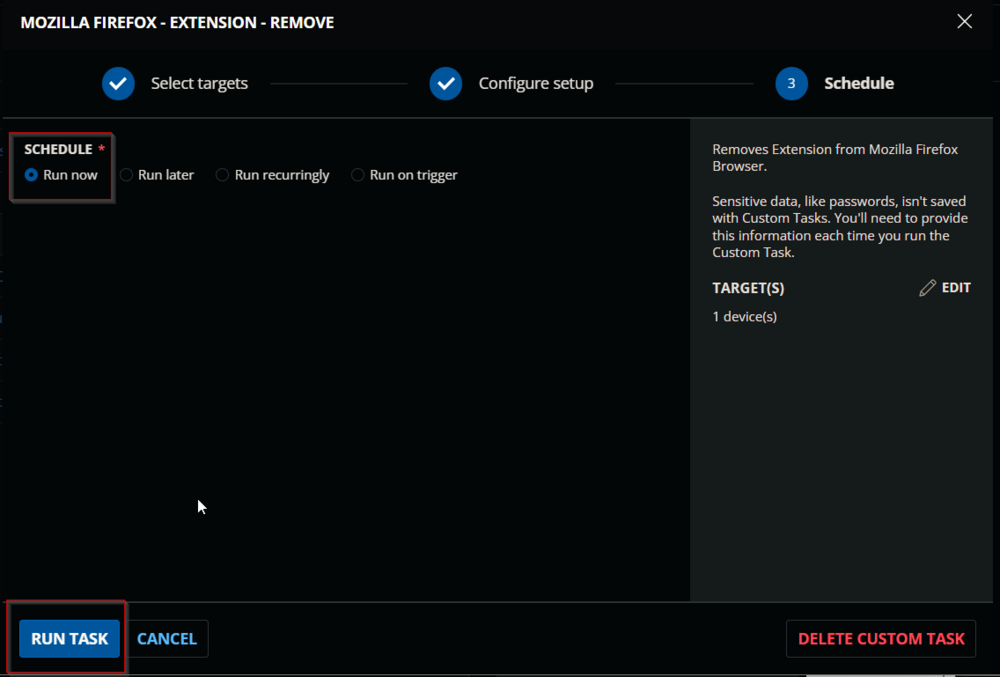 MOZILLA FIREFOX - EXTENSION - REMOVE
Select targets
Configure setup
3 Schedule
SCHEDULE *
Run now Run later Run recurringly Run on trigger
Removes Extension from Mozilla Firefox
Browser.
Sensitive data, like passwords, isn't saved
with Custom Tasks. You'll need to provide
this information each time you run the
Custom Task.
TARGET(S) EDIT
1 device(s)
RUN TASK CANCEL DELETE CUSTOM TASK